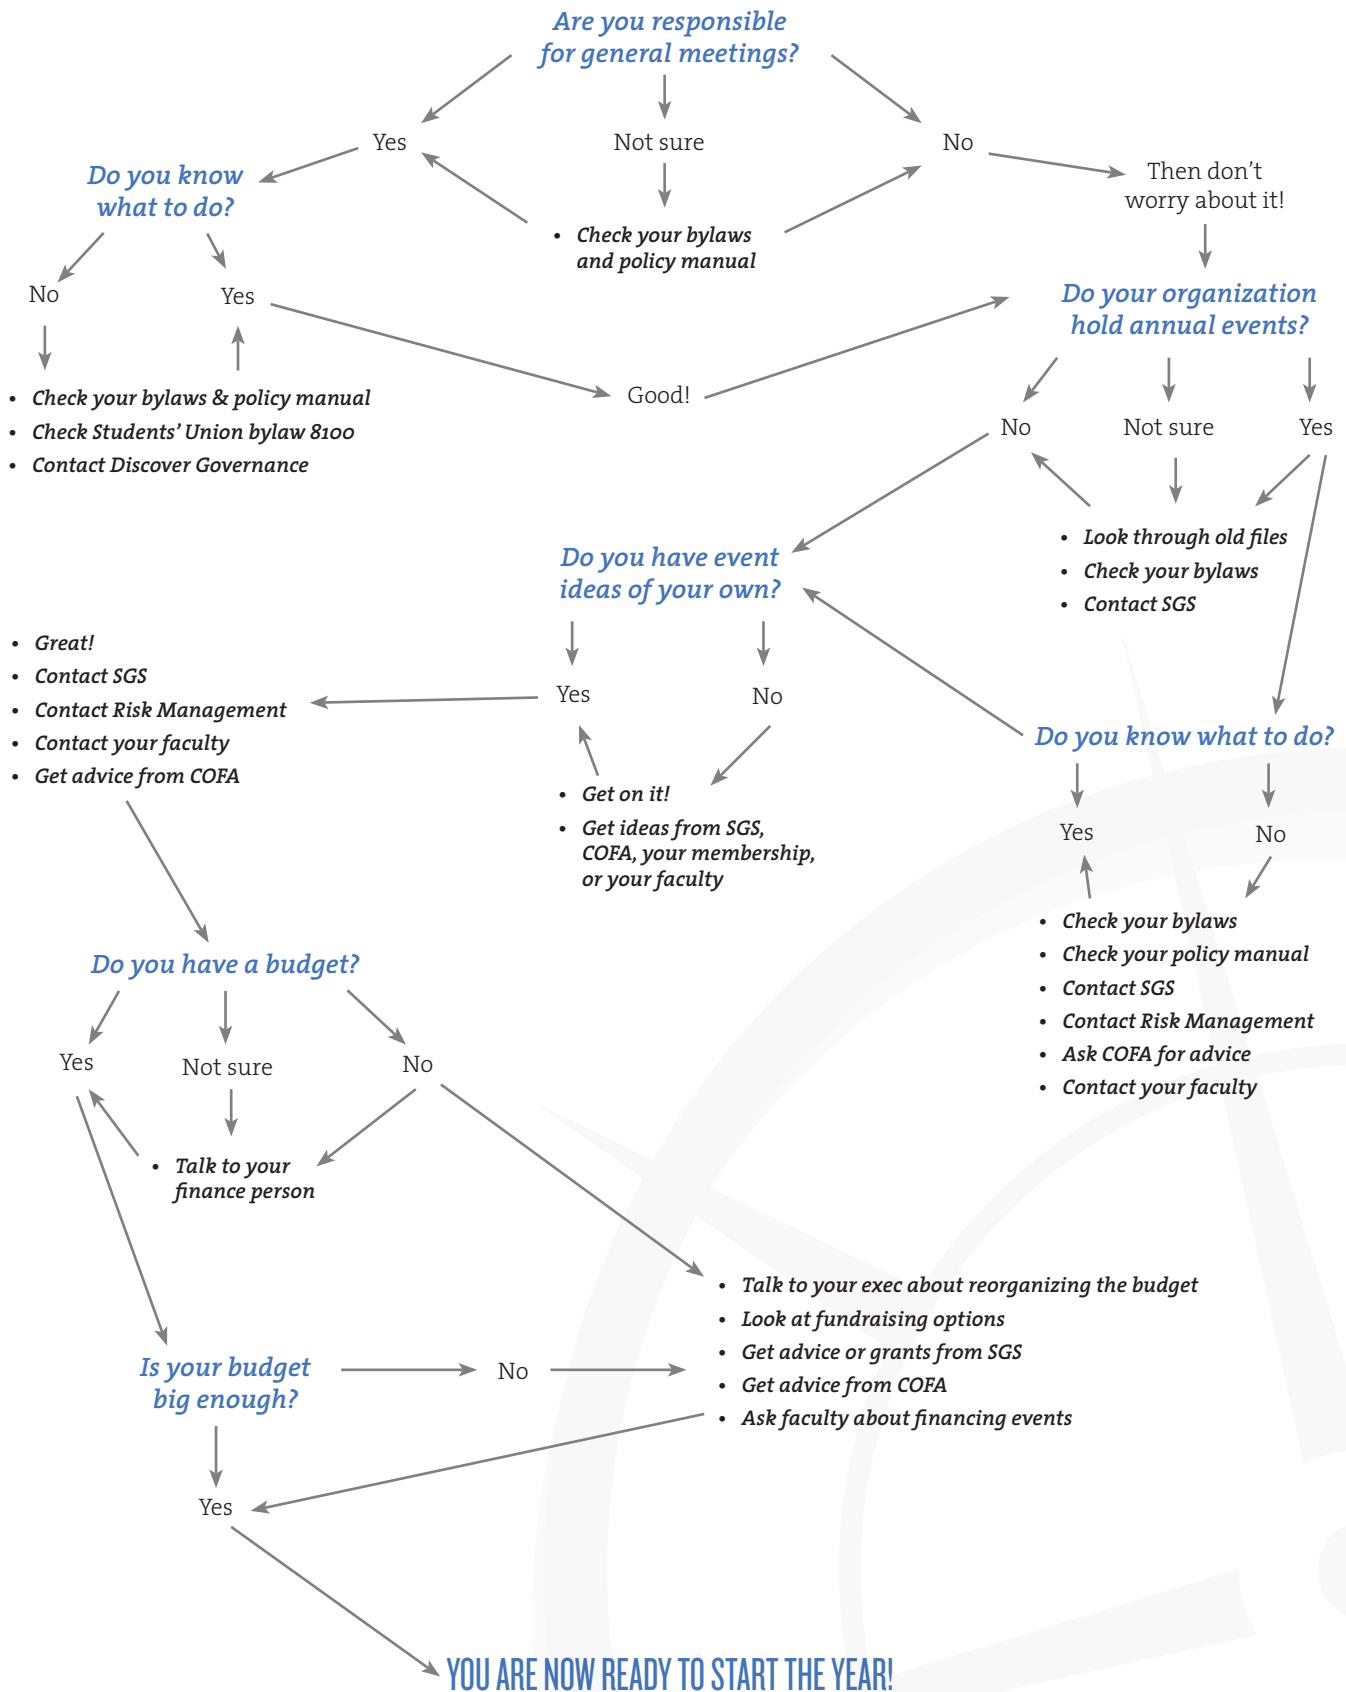 Are you responsible
for general meetings?
Yes
Not sure
No
Then don't
worry about it!
Do you know
what to do?
• Check your bylaws
and policy manual
No
Yes
Do your organization
hold annual events?
• Check your bylaws & policy manual
• Check Students' Union bylaw 8100
• Contact Discover Governance
Good!
No
Not sure
Yes
• Look through old files
• Check your bylaws
• Contact SGS
Do you have event
ideas of your own?
• Great!
• Contact SGS
• Contact Risk Management
• Contact your faculty
• Get advice from COFA
Yes
No
Do you know what to do?
• Get on it!
• Get ideas from SGS,
COFA, your membership,
or your faculty
Yes
No
• Check your bylaws
• Check your policy manual
• Contact SGS
• Contact Risk Management
• Ask COFA for advice
• Contact your faculty
Do you have a budget?
Yes
Not sure
No
• Talk to your
finance person
• Talk to your exec about reorganizing the budget
• Look at fundraising options
• Get advice or grants from SGS
• Get advice from COFA
• Ask faculty about financing events
Is your budget
big enough?
No
Yes
YOU ARE NOW READY TO START THE YEAR!